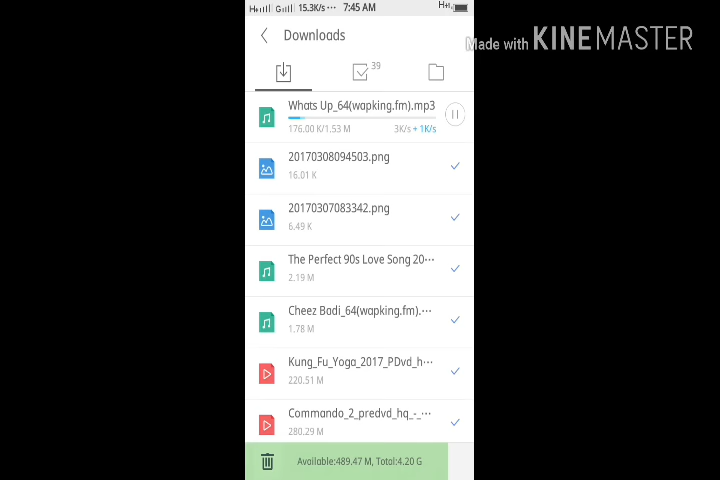 H 15.3K/s ··· 7:45 AM H
Made with KINEMASTER
Downloads
39
Whats Up_64(wapking.fm).mp3
176.00 K/1.53 M 3K/s + 1K/s
20170308094503.png
16.01 K
20170307083342.png
6.49 K
The Perfect 90s Love Song 20···
2.19 M
Cheez Badi_64(wapking.fm).···
1.78 M
Kung_Fu_Yoga_2017_PDvd_h···
220.51 M
Commando_2_predvd_hq_-_···
280.29 M
Available:489.47 M, Total:4.20 G